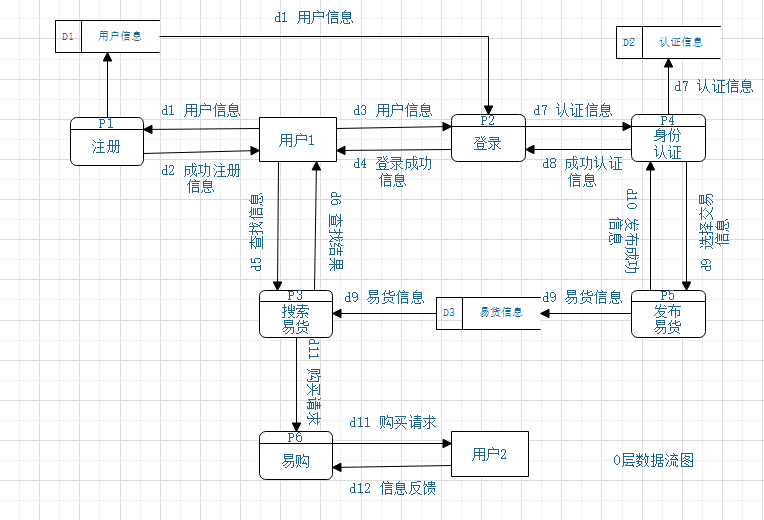 d1 用户信息
D1 用户信息
D2 认证信息
d7 认证信息
d1 用户信息
d3 用户信息
d7 认证信息
P1
注册
用户1
P2
登录
P4
身份
认证
d2 成功注册
信息
d4 登录成功
信息
d8 成功认证
信息
d5 查找信息
d6 查找结果
d10 发布成功
信息
d9 选择交易
信息
P3
搜索
易货
d9 易货信息
D3 易货信息
d9 易货信息
P5
发布
易货
d11 购买请求
P6
易购
d11 购买请求
用户2
d12 信息反馈
0层数据流图